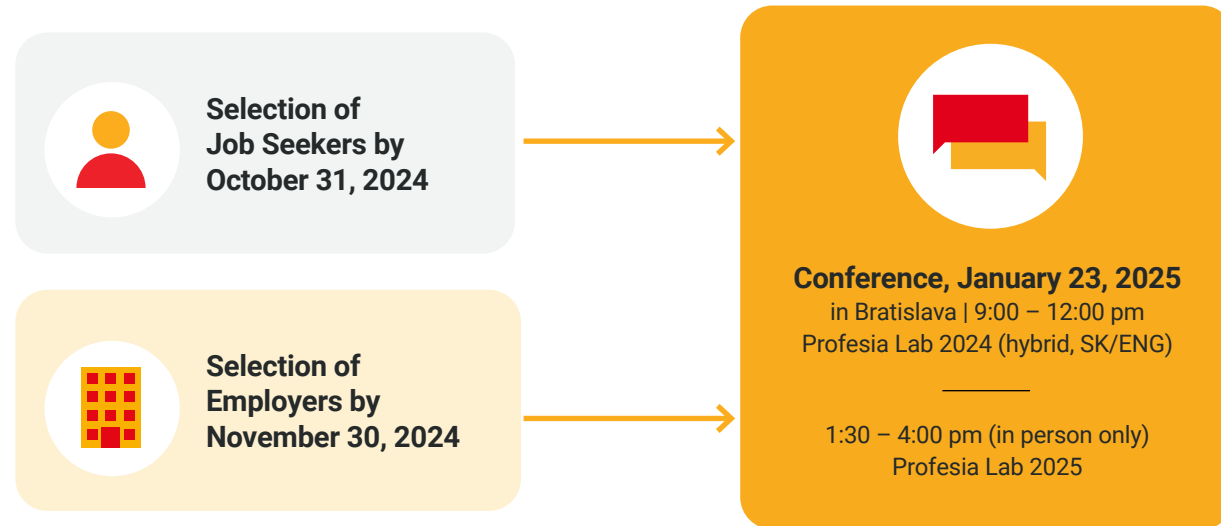 Selection of
Job Seekers by
October 31, 2024
Selection of
Employers by
November 30, 2024
Conference, January 23, 2025
in Bratislava | 9:00 – 12:00 pm
Profesia Lab 2024 (hybrid, SK/ENG)
1:30 – 4:00 pm (in person only)
Profesia Lab 2025